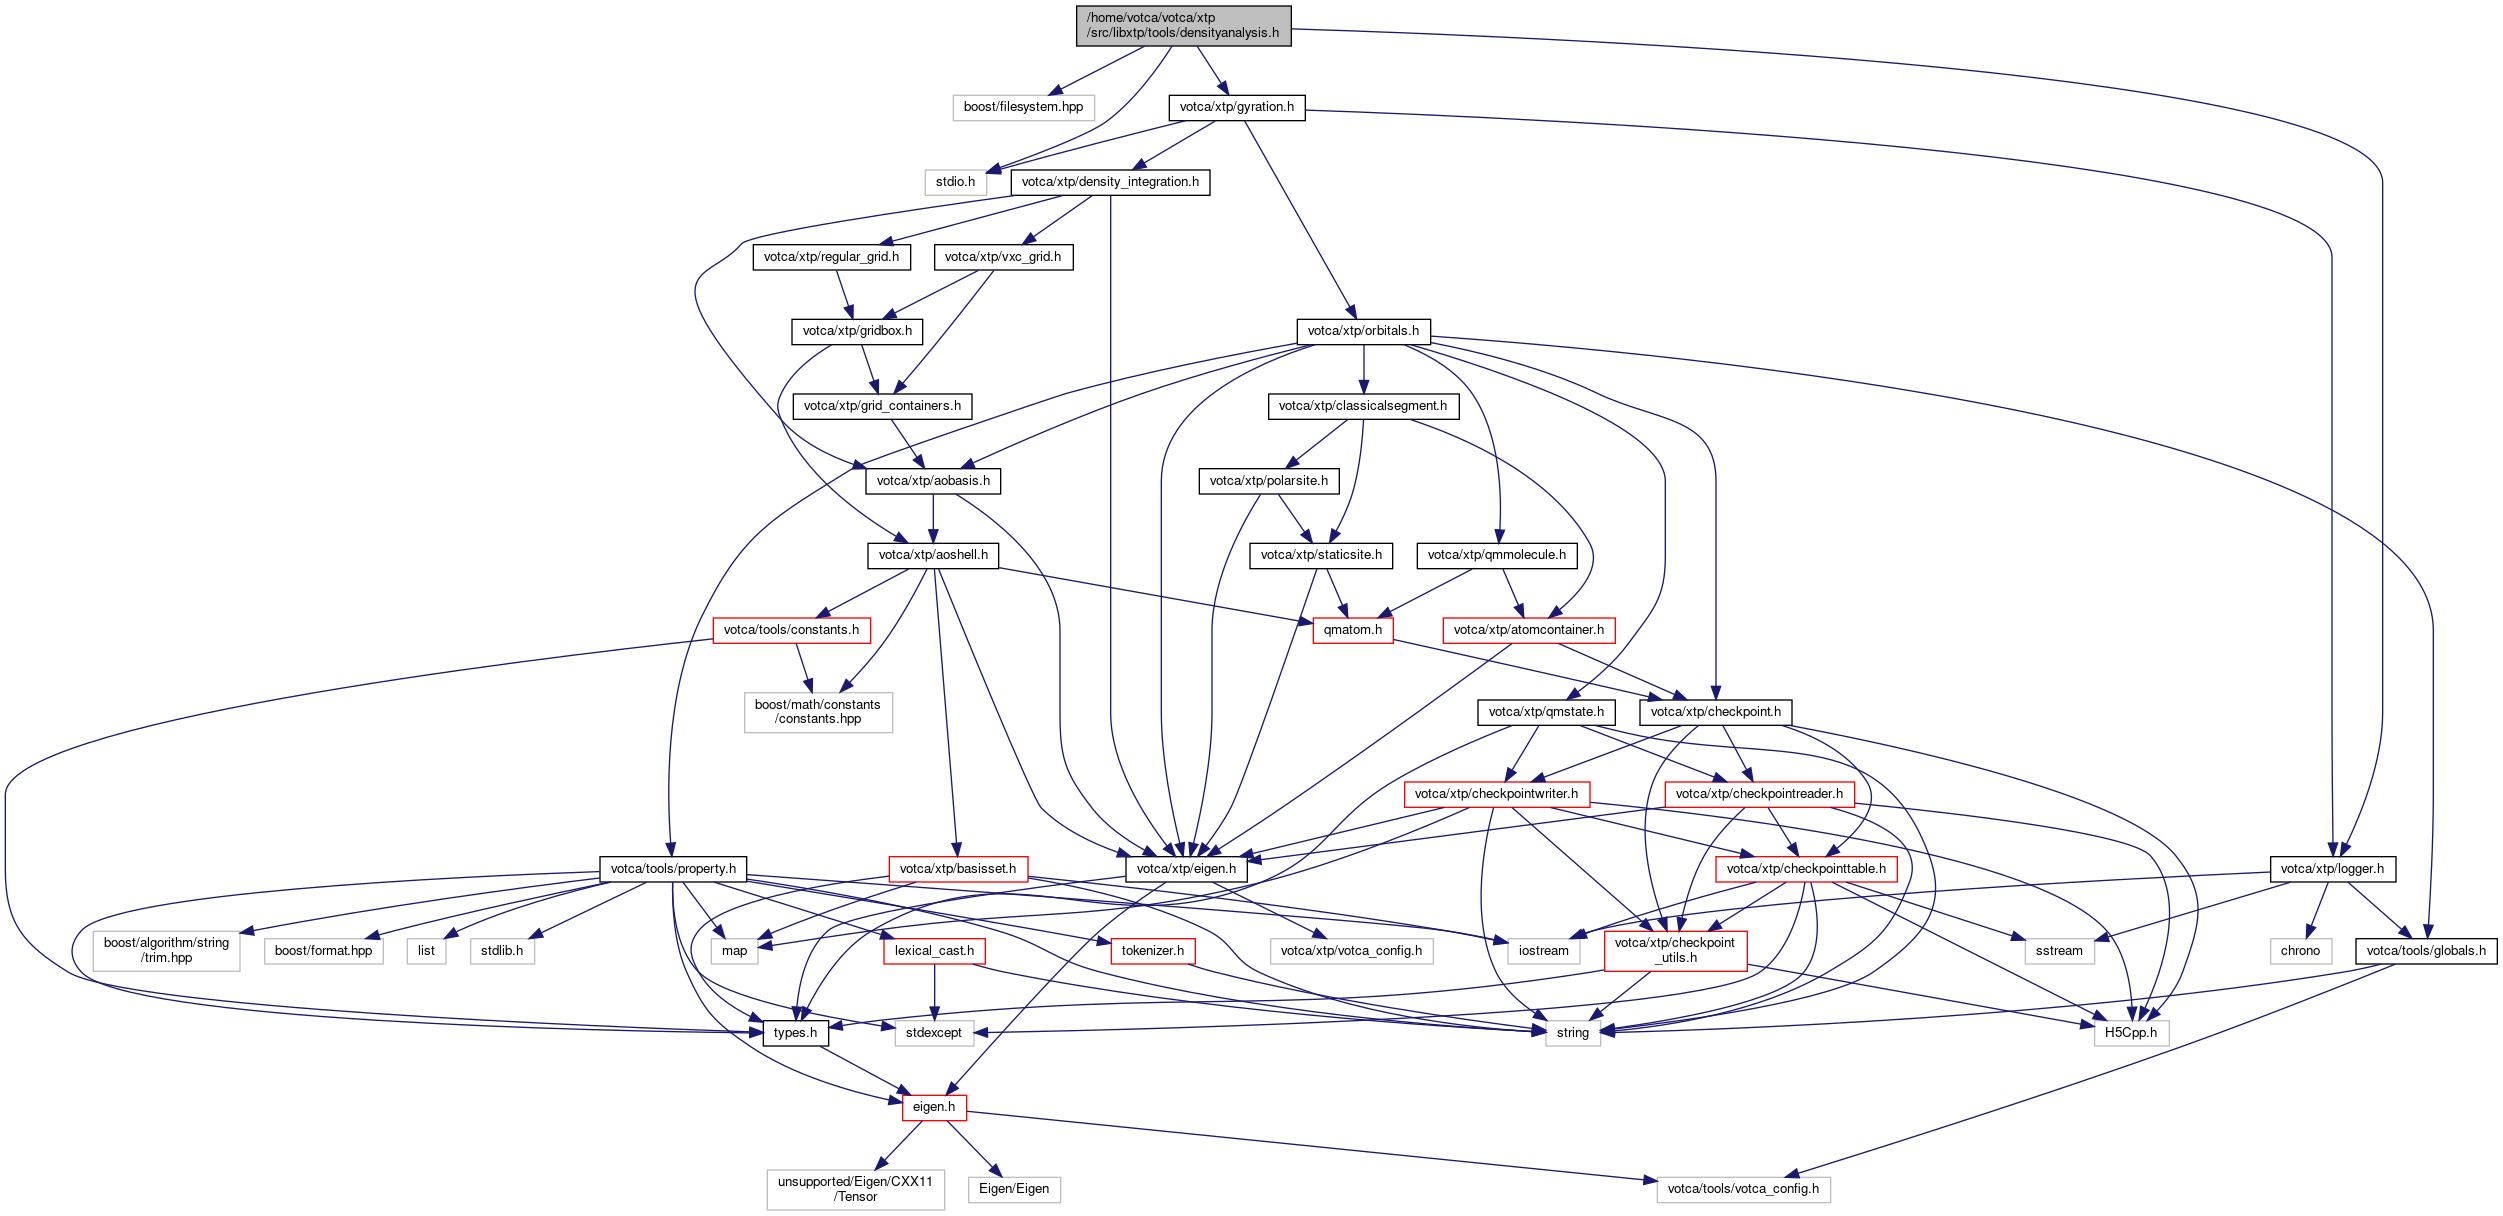 /home/votca/votca/xtp
/src/libxtp/tools/densityanalysis.h
boost/filesystem.hpp
votca/xtp/gyration.h
stdio.h
votca/xtp/density_integration.h
votca/xtp/regular_grid.h
votca/xtp/vxc_grid.h
votca/xtp/gridbox.h
votca/xtp/orbitals.h
votca/xtp/grid_containers.h
votca/xtp/classicalsegment.h
votca/xtp/aobasis.h
votca/xtp/polarsite.h
votca/xtp/aoshell.h
votca/xtp/staticsite.h
votca/xtp/qmmolecule.h
votca/tools/constants.h
qmatom.h
votca/xtp/atomcontainer.h
boost/math/constants
/constants.hpp
votca/xtp/qmstate.h
votca/xtp/checkpoint.h
votca/xtp/checkpointwriter.h
votca/xtp/checkpointreader.h
votca/tools/property.h
votca/xtp/basisset.h
votca/xtp/eigen.h
votca/xtp/checkpointtable.h
votca/xtp/logger.h
boost/algorithm/string
/trim.hpp
boost/format.hpp
list
stdlib.h
map
lexical_cast.h
tokenizer.h
votca/xtp/votca_config.h
iostream
votca/xtp/checkpoint
_utils.h
sstream
chrono
votca/tools/globals.h
types.h
stdexcept
string
H5Cpp.h
eigen.h
unsupported/Eigen/CXX11
/Tensor
Eigen/Eigen
votca/tools/votca_config.h